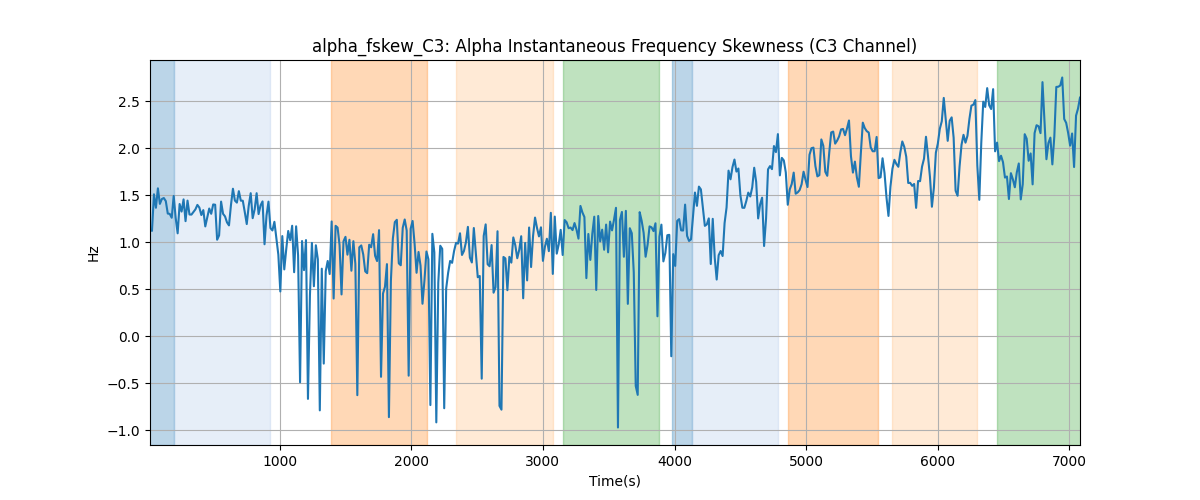 alpha_fskew_C3: Alpha Instantaneous Frequency Skewness (C3 Channel)
2.5
2.0
1.5
1.0
0.5
0.0
−0.5
−1.0
Hz
1000 2000 3000 4000 5000 6000 7000
Time(s)